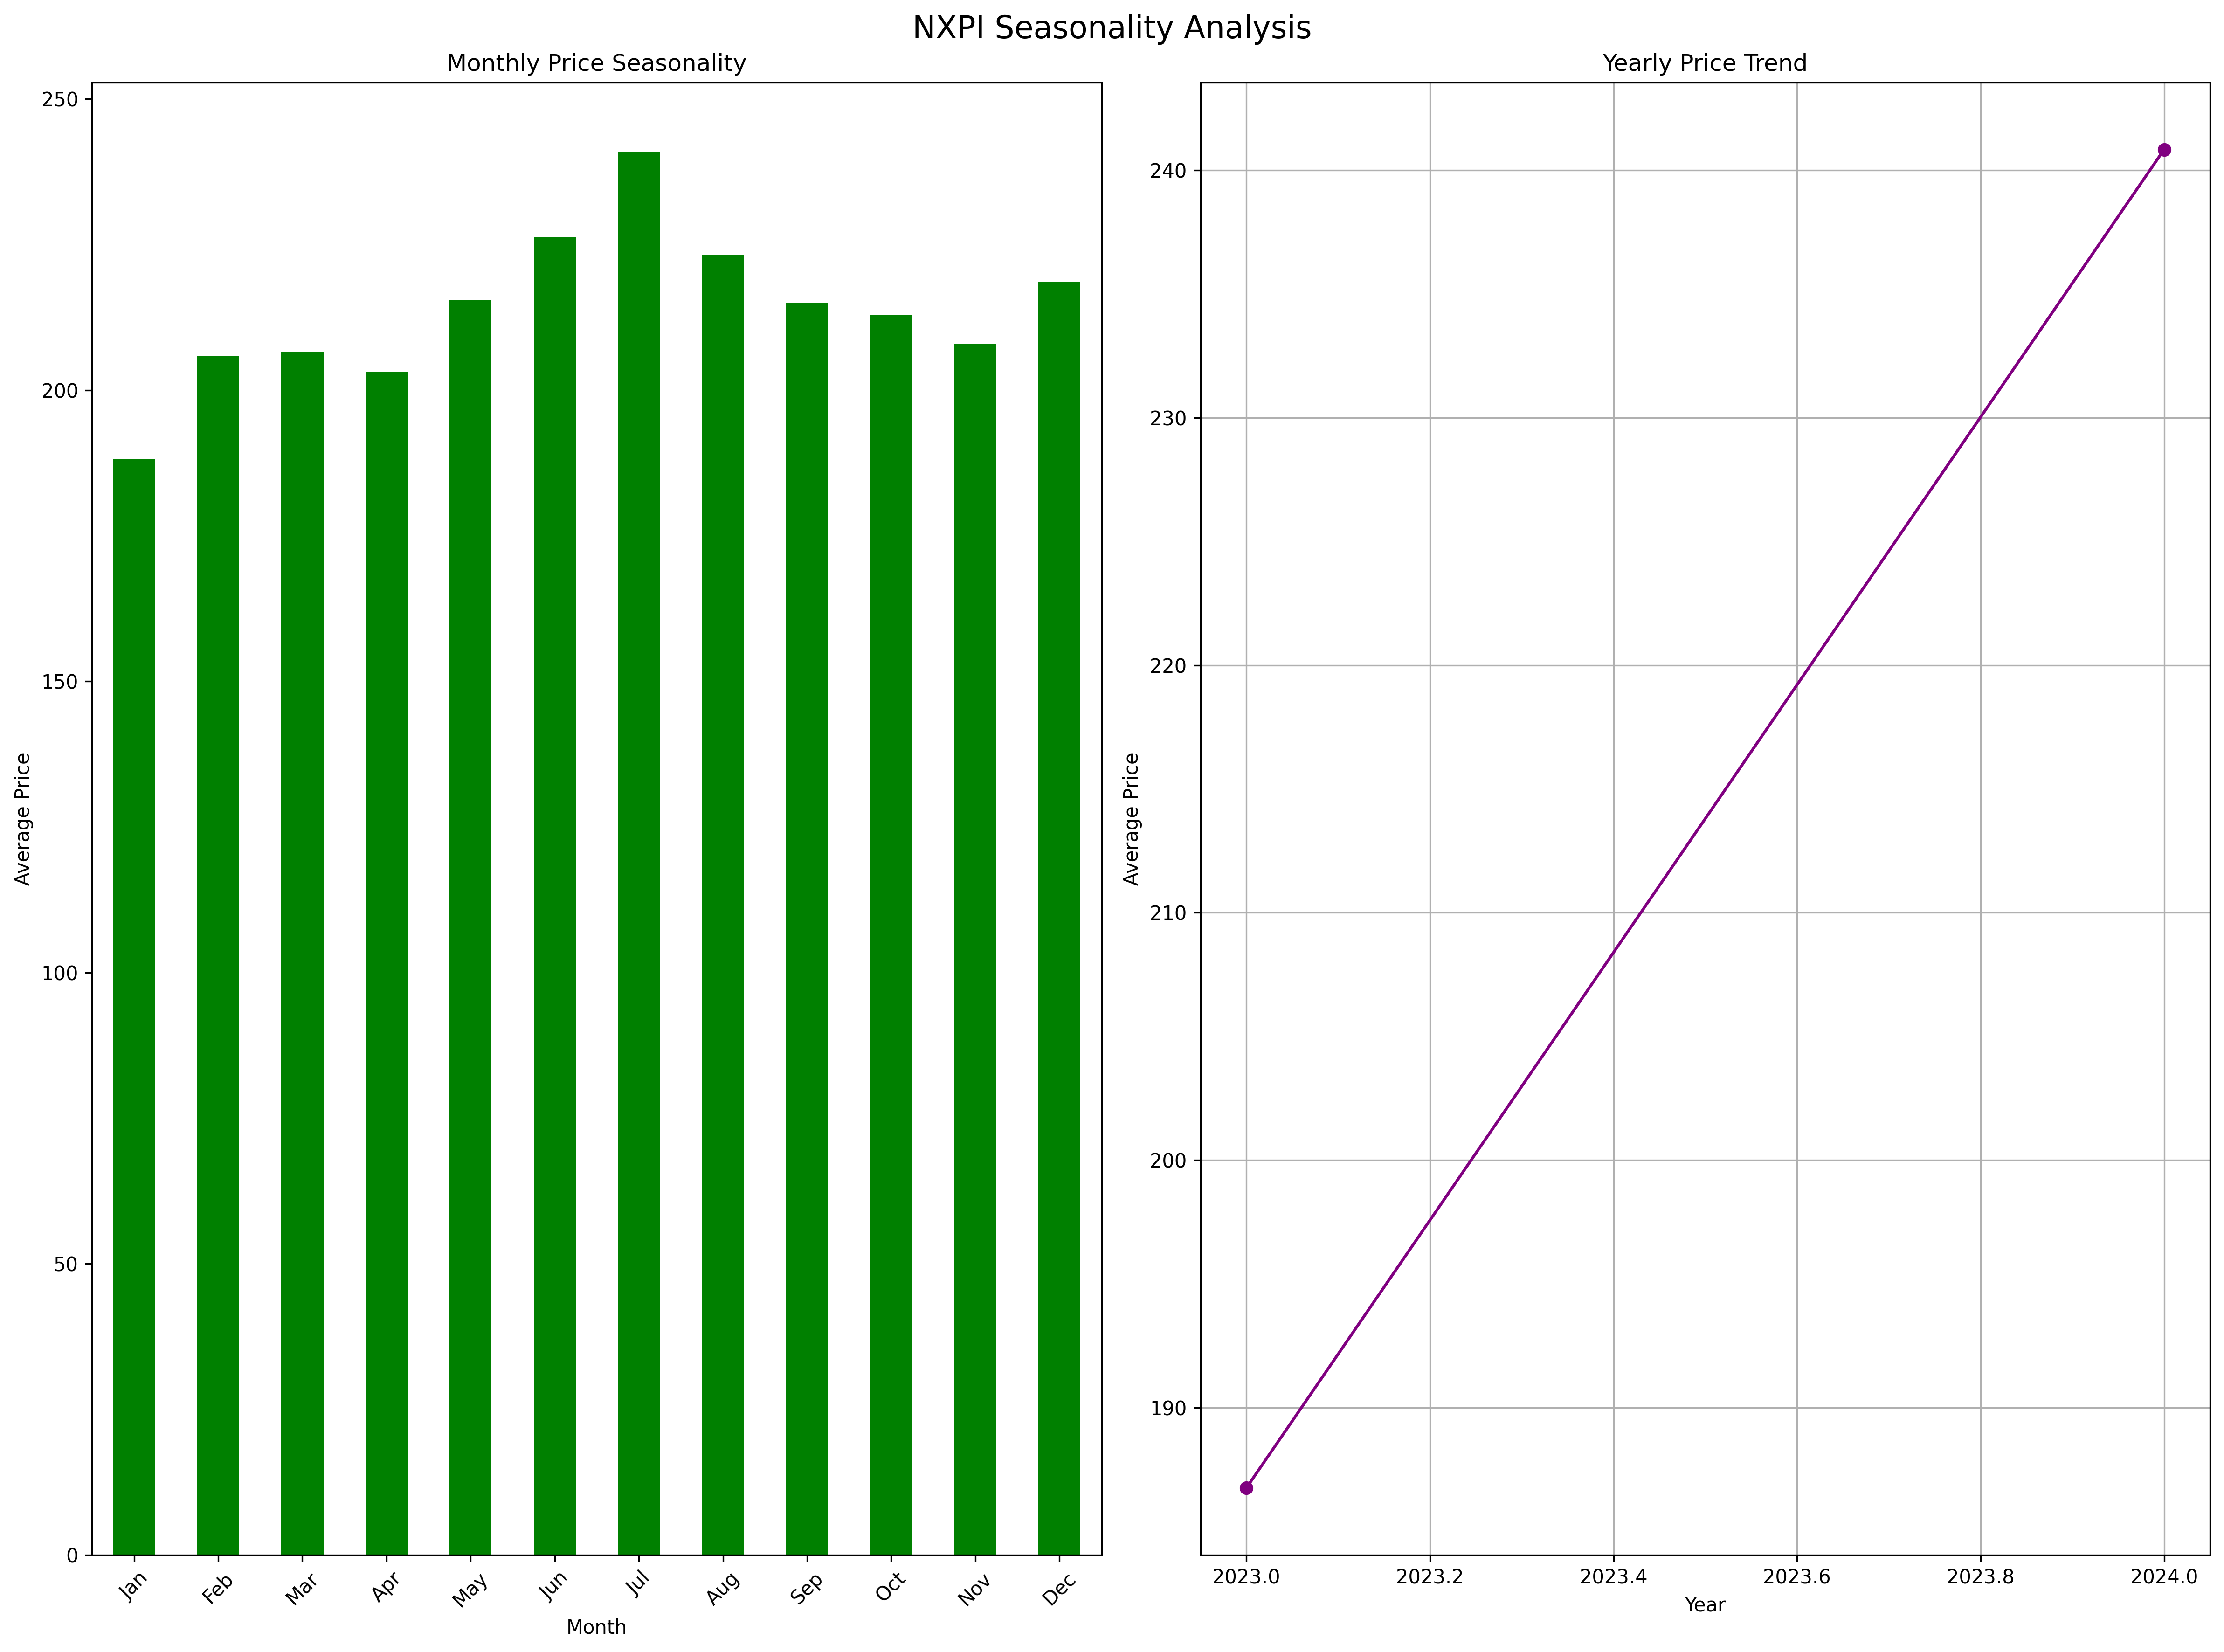 NXPI Seasonality Analysis
Monthly Price Seasonality
250
200
150
100
50
0
Average Price
Jan Feb Mar Apr May Jun Jul Aug Sep Oct Nov Dec
Month
Yearly Price Trend
240
230
220
210
200
190
Average Price
2023.0 2023.2 2023.4 2023.6 2023.8 2024.0
Year